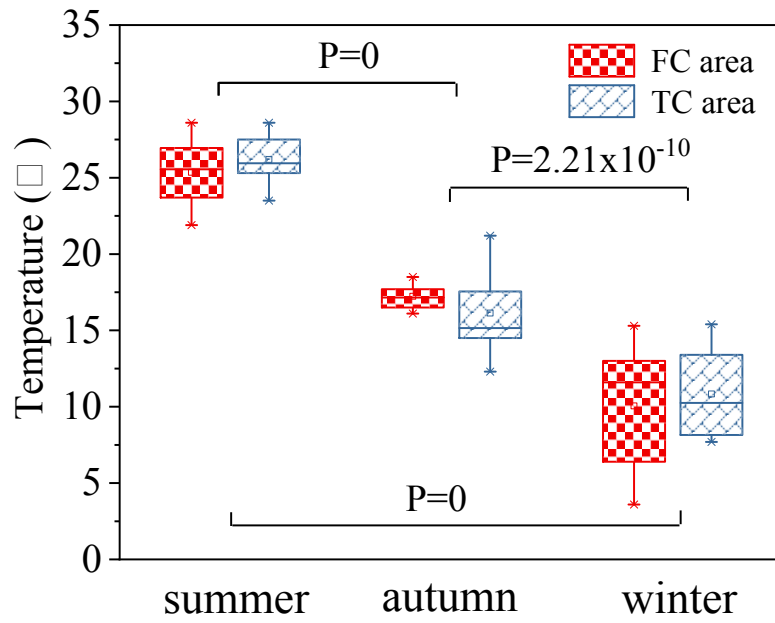 35
30
25
20
15
10
5
0
Temperature (□)
P=0
FC area
TC area
P=2.21x10⁻¹⁰
P=0
summer autumn winter